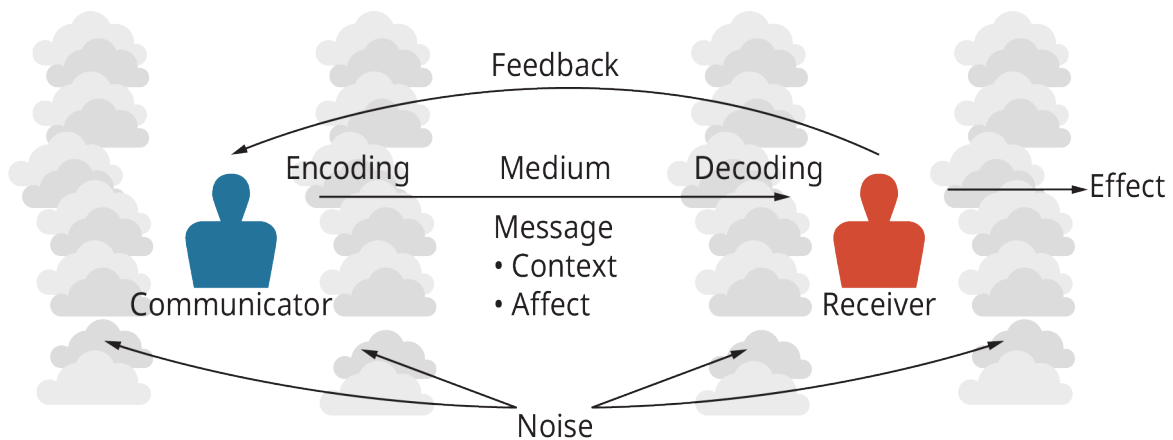 Feedback
Encoding
Medium
Decoding
Effect
Message
• Context
• Affect
Communicator
Receiver
Noise